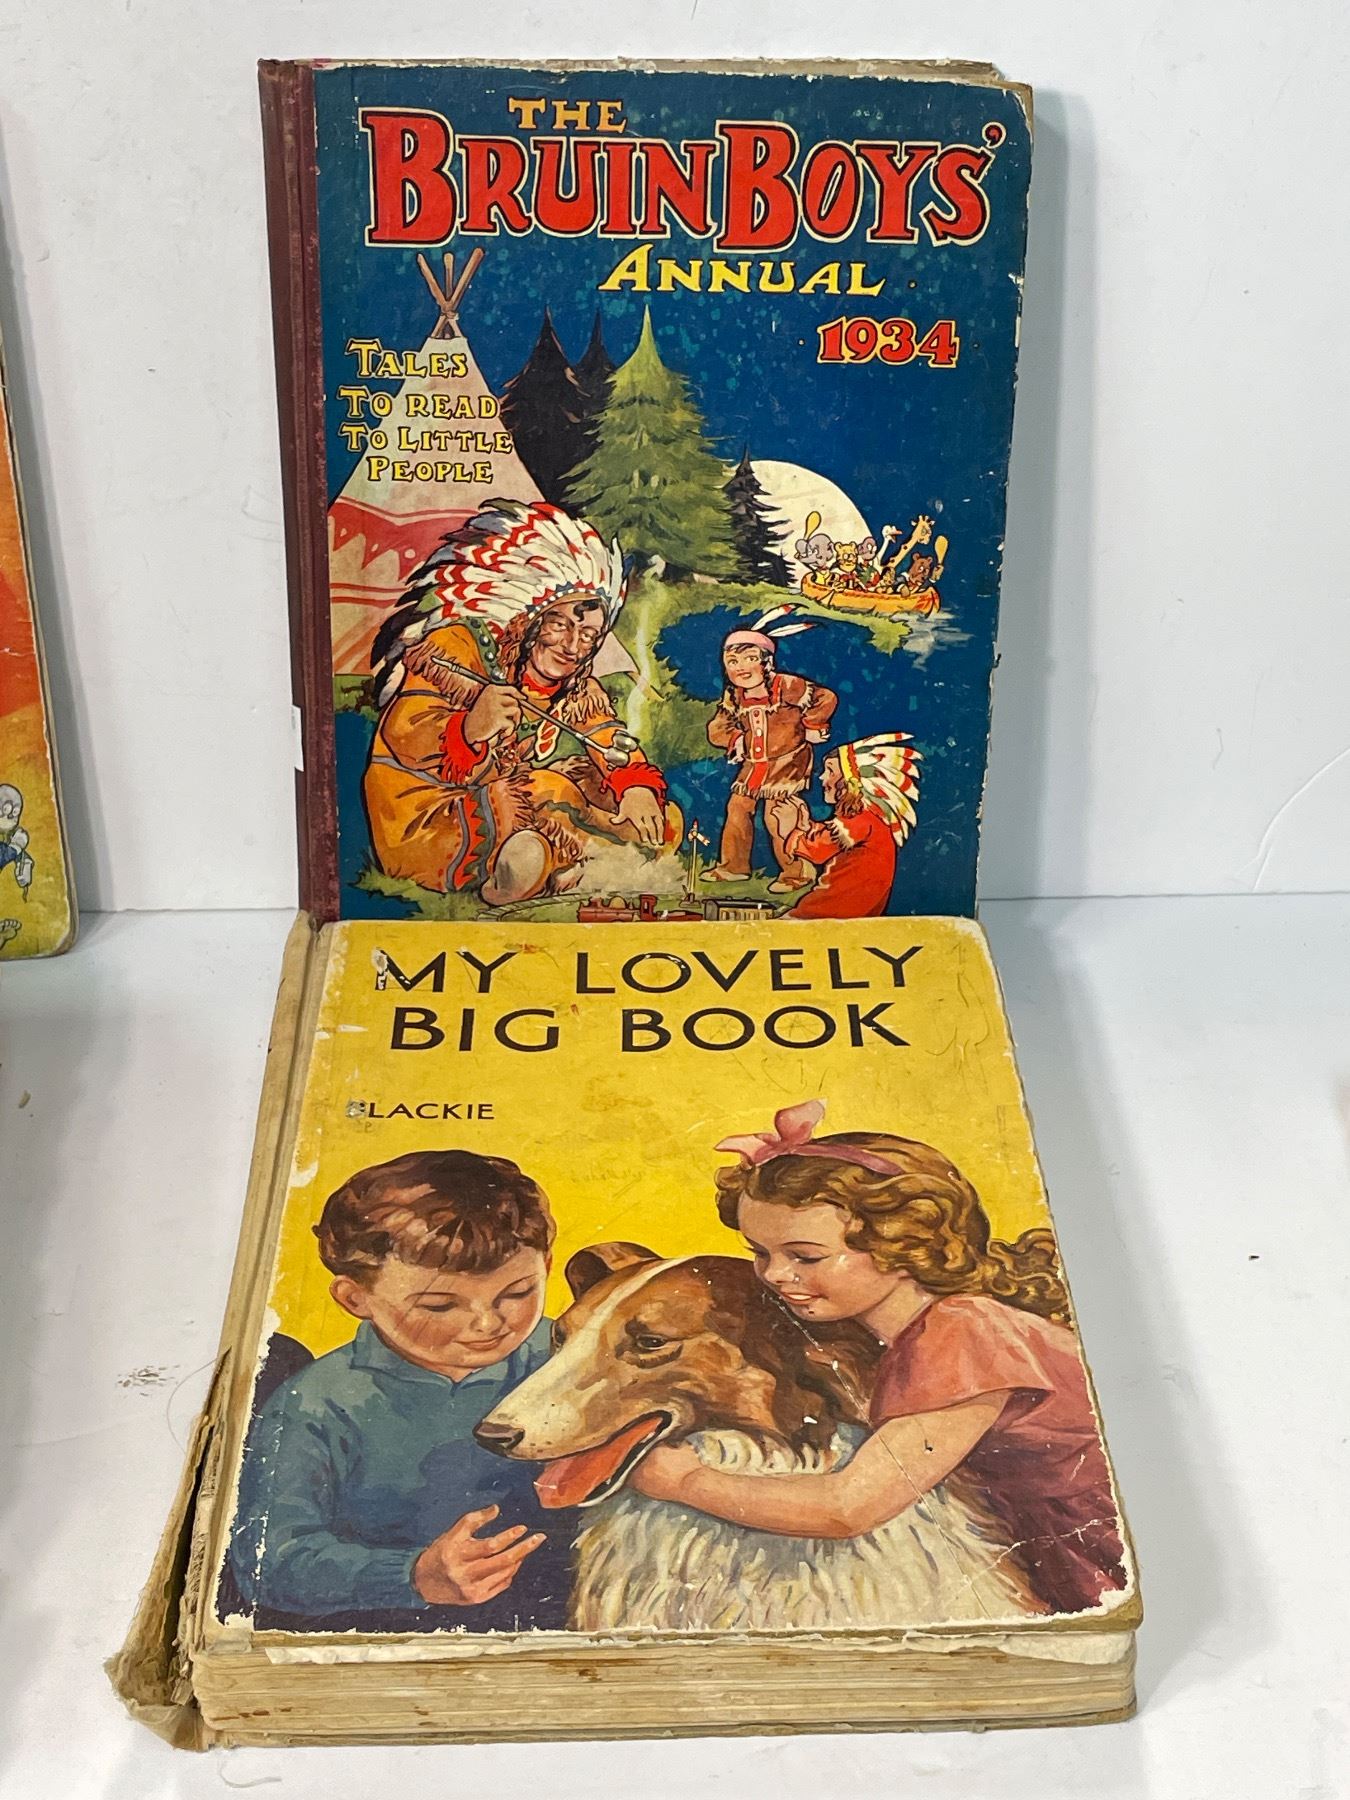 THE
BRUIN BOYS'
ANNUAL
1934
TALES
TO READ
TO LITTLE
PEOPLE
MY LOVELY
BIG BOOK
BLACKIE